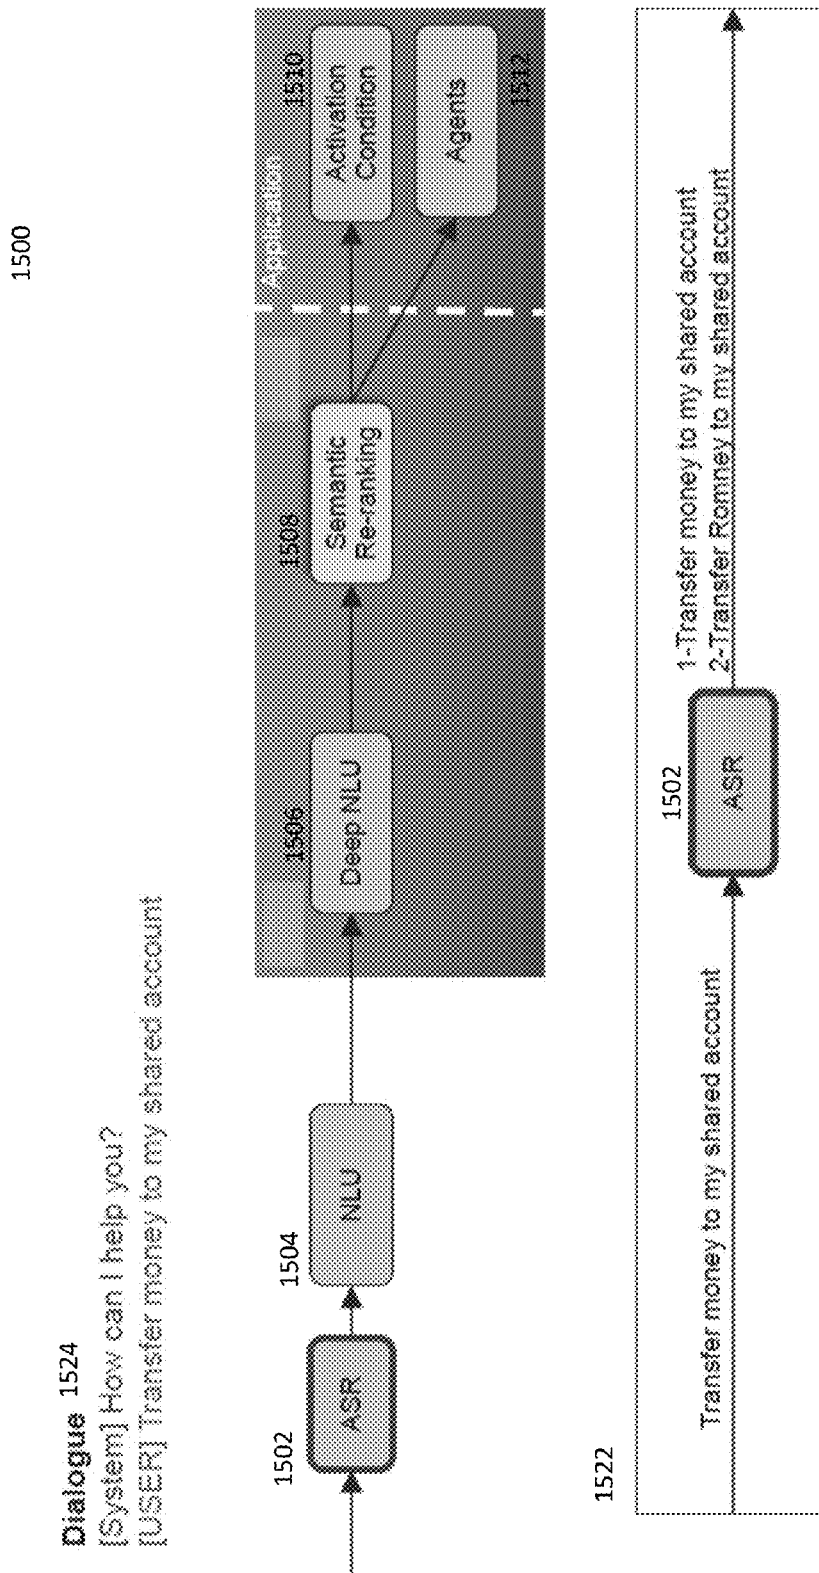 1500
Dialogue 1524
[System] How can I help you?
[USER] Transfer money to my shared account
1502
ASR
1504
NLU
1506
Deep NLU
1508
Semantic
Re-ranking
Application
1510
Activation
Condition
Agents
1512
1522
Transfer money to my shared account
1502
ASR
1-Transfer money to my shared account
2-Transfer Romney to my shared account